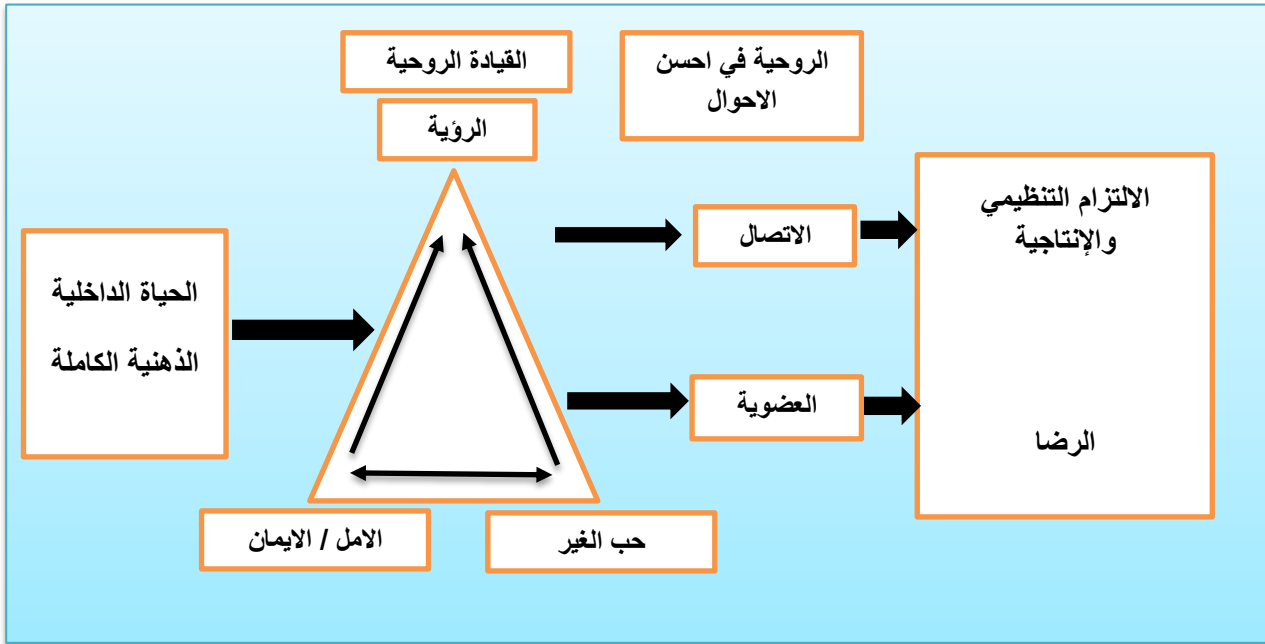 الروحية في احسن
الاحوال
القيادة الروحية
الرؤية
الالتزام التنظيمي
والإنتاجية
الرضا
الاتصال
العضوية
الحياة الداخلية
الذهنية الكاملة
حب الغير
الامل / الايمان